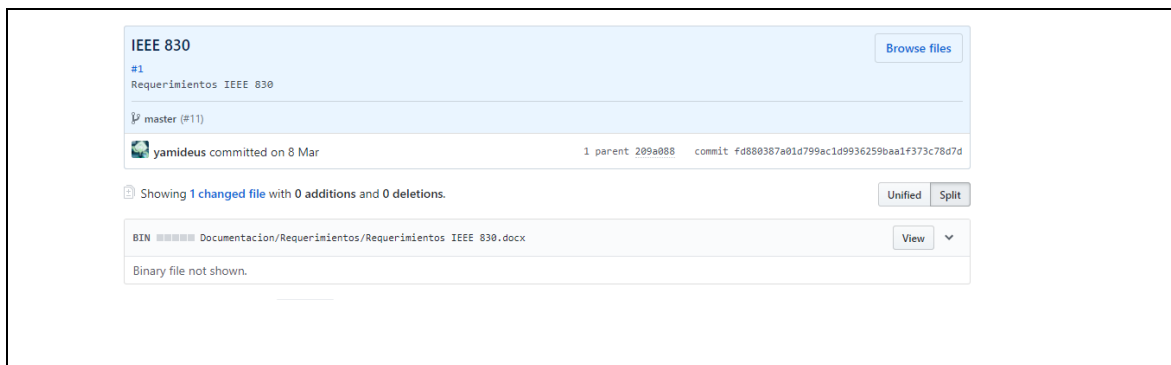 IEEE 830
Browse files
#1
Requerimientos IEEE 830
master (#11)
yamideus committed on 8 Mar
1 parent 209a088 commit fd880387a01d799ac1d9936259baa1f373c78d7d
Showing 1 changed file with 0 additions and 0 deletions.
Unified Split
BIN Documentacion/Requerimientos/Requerimientos IEEE 830.docx
View
Binary file not shown.